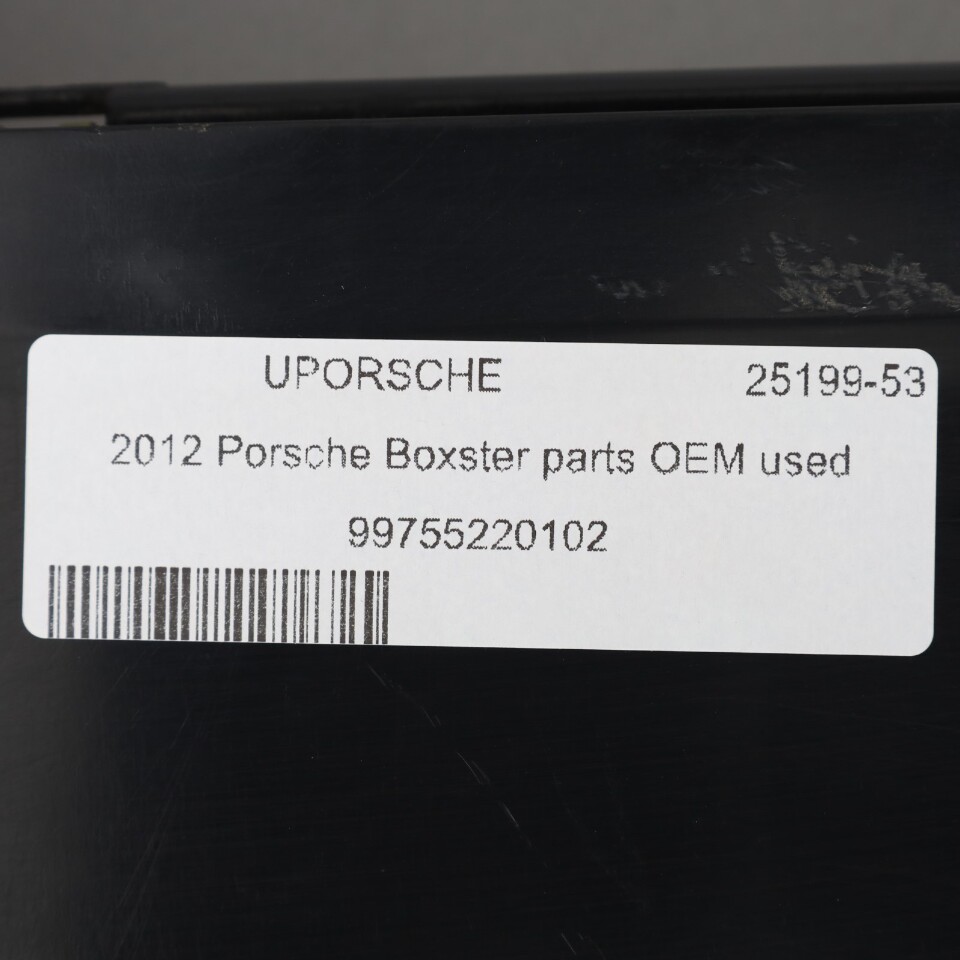 UPORSCHE 25199-53
2012 Porsche Boxster parts OEM used
99755220102